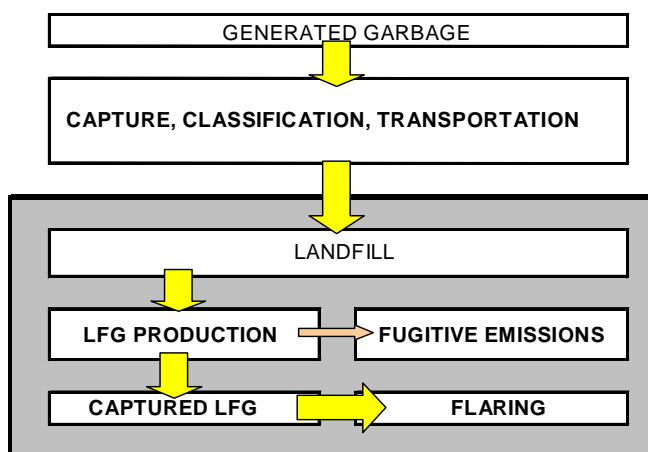 GENERATED GARBAGE
CAPTURE, CLASSIFICATION, TRANSPORTATION
LANDFILL
LFG PRODUCTION
FUGITIVE EMISSIONS
CAPTURED LFG
FLARING